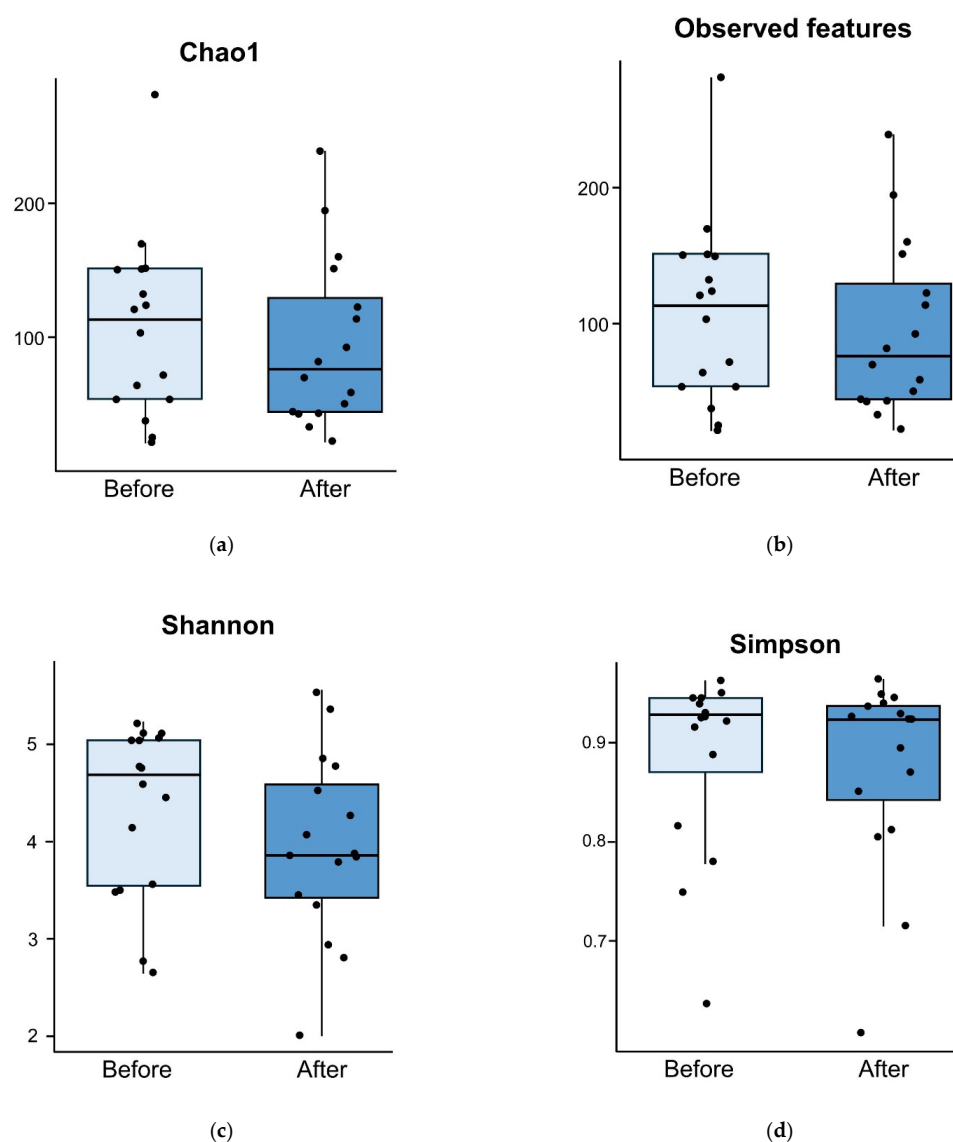 Chao1
200
100
Before After
(a)
Observed features
200
100
Before After
(b)
Shannon
5
4
3
2
Before After
(c)
Simpson
0.9
0.8
0.7
Before After
(d)